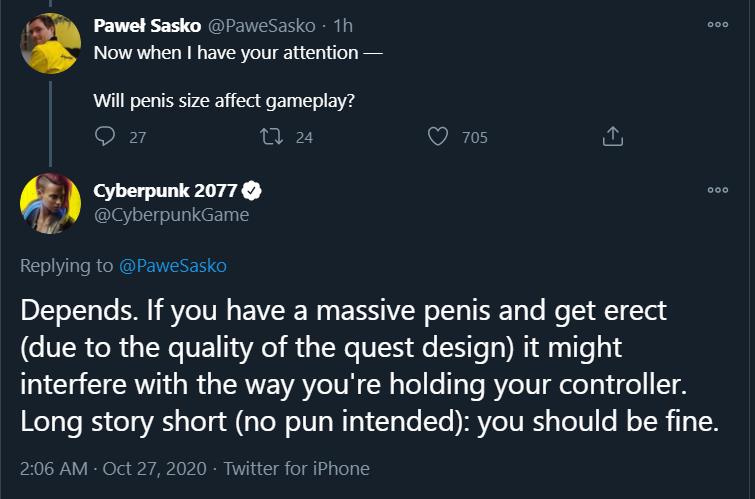 Paweł Sasko @PaweSasko · 1h
Now when I have your attention —
Will penis size affect gameplay?
27 24 705
Cyberpunk 2077
@CyberpunkGame
Replying to @PaweSasko
Depends. If you have a massive penis and get erect
(due to the quality of the quest design) it might
interfere with the way you're holding your controller.
Long story short (no pun intended): you should be fine.
2:06 AM · Oct 27, 2020 · Twitter for iPhone